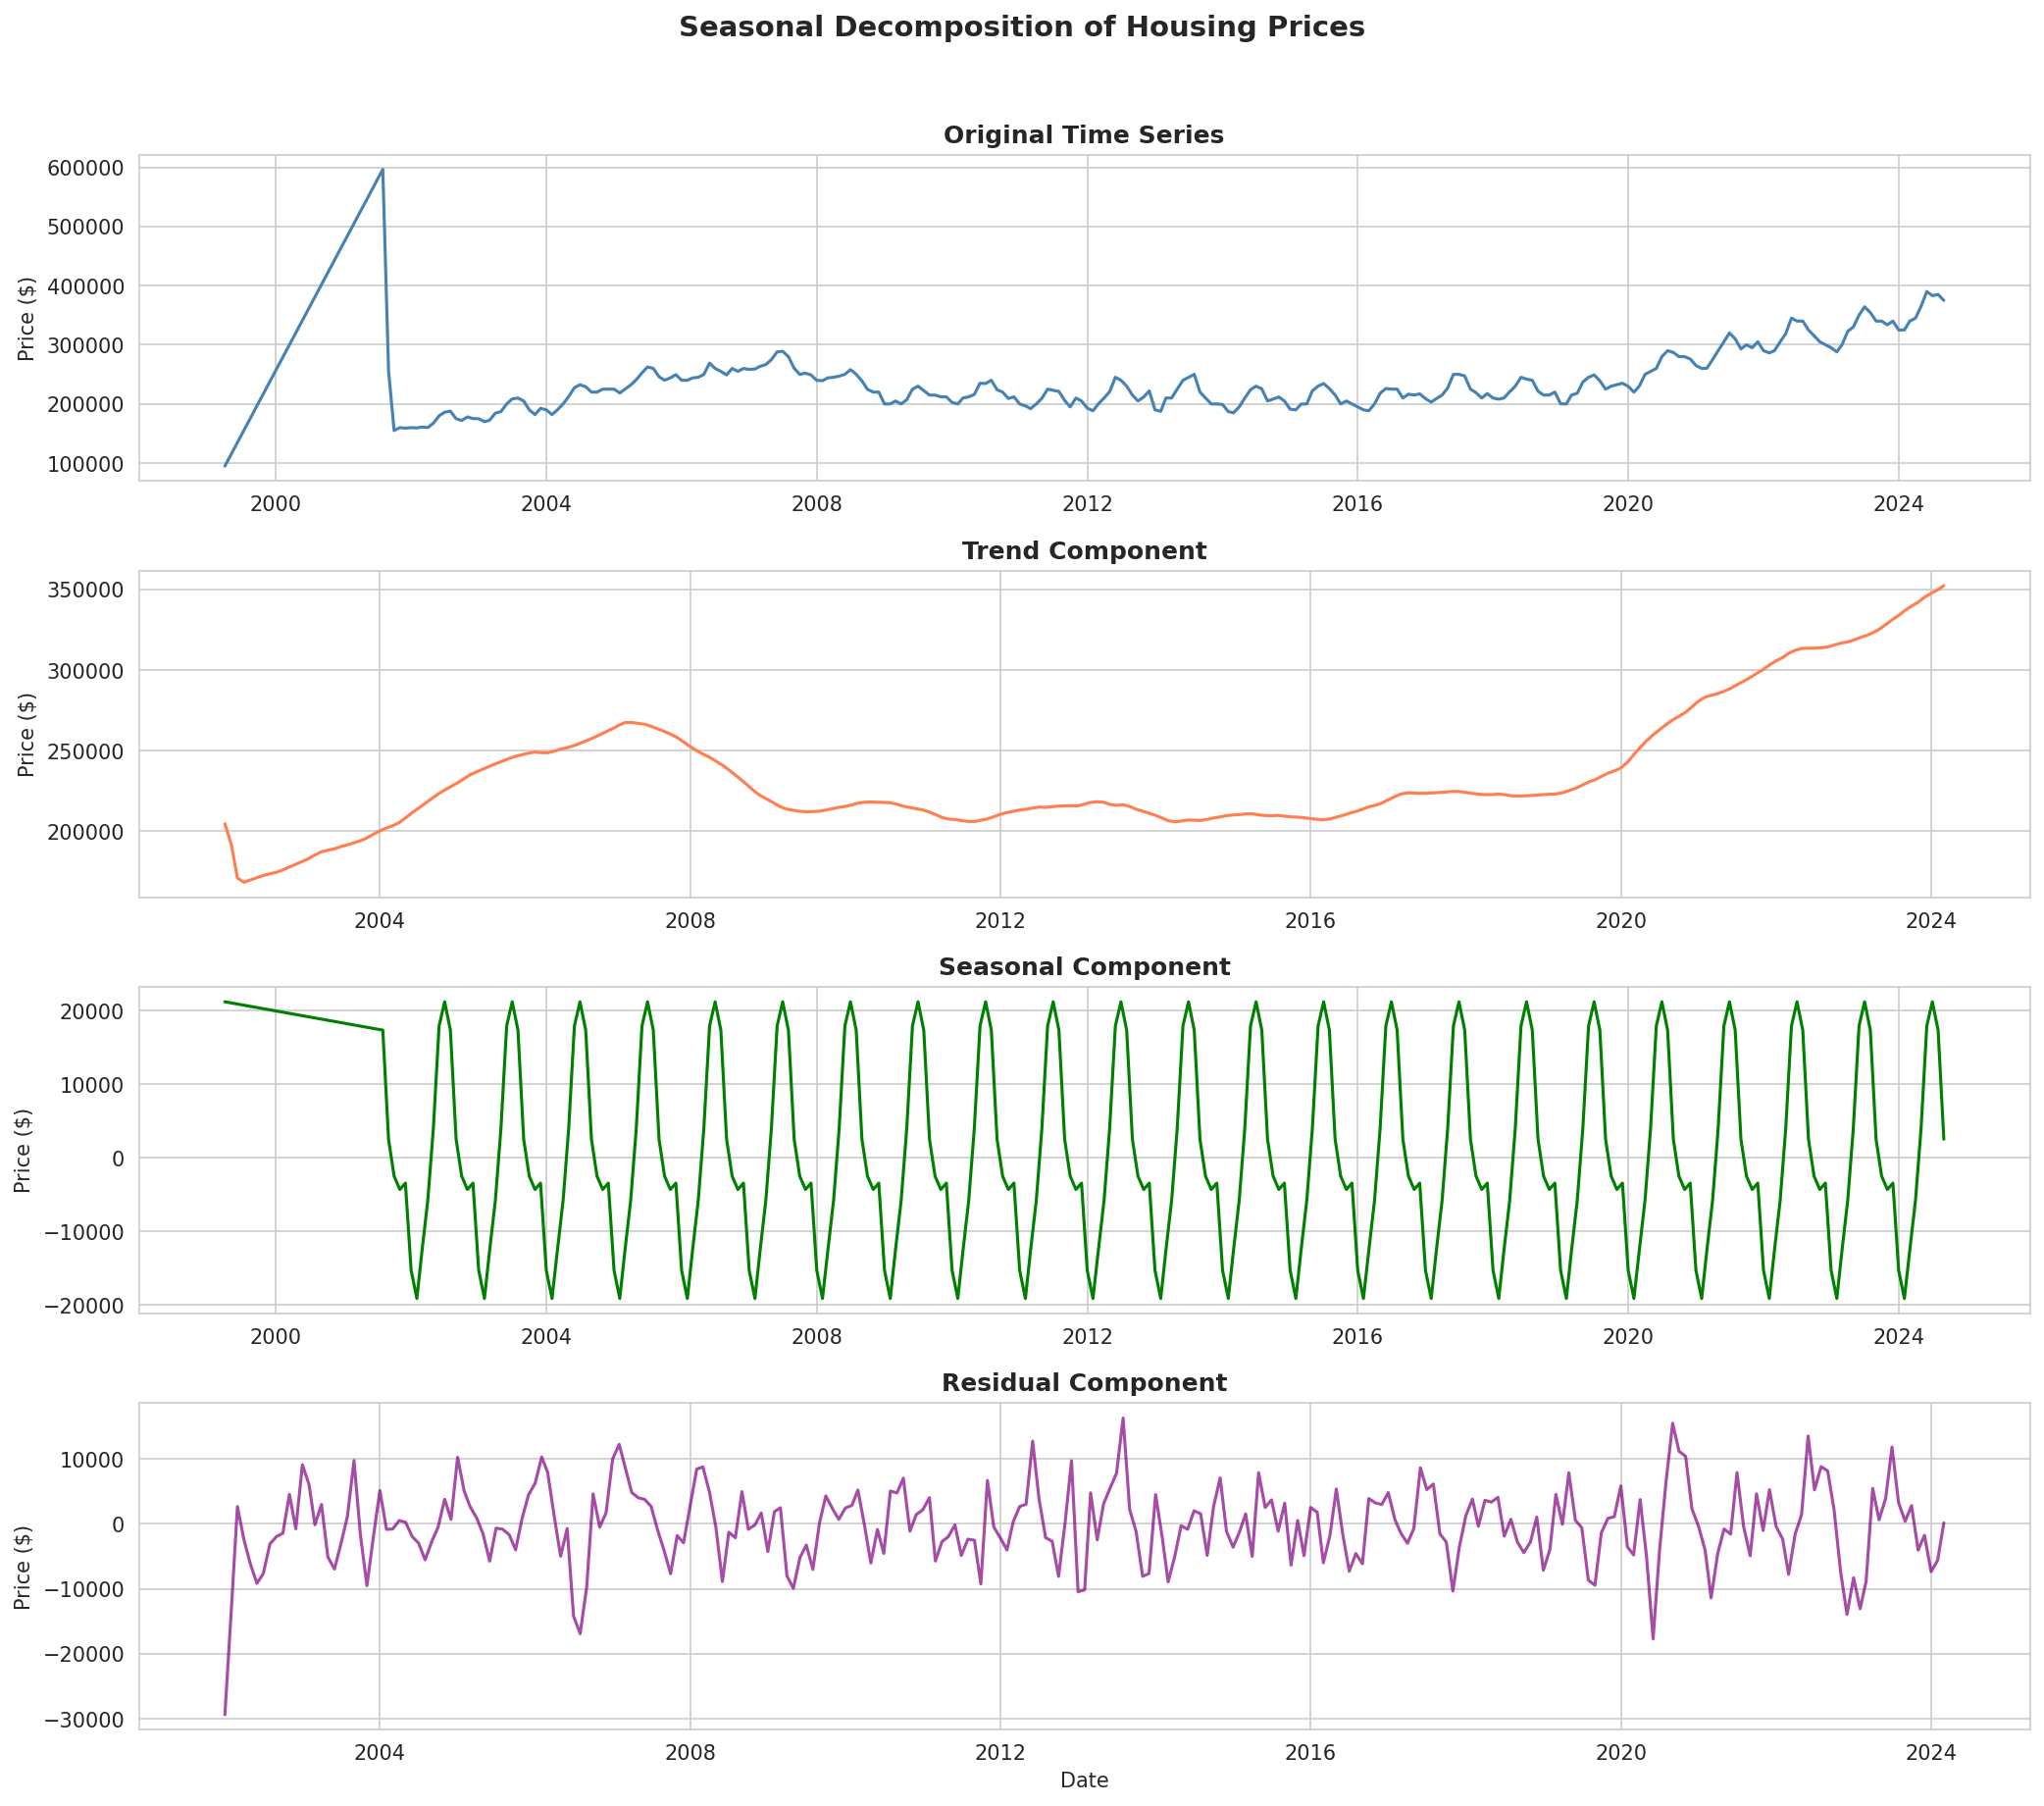 Seasonal Decomposition of Housing Prices
Original Time Series
Price ($)
600000
500000
400000
300000
200000
100000
2000 2004 2008 2012 2016 2020 2024
Trend Component
Price ($)
350000
300000
250000
200000
2004 2008 2012 2016 2020 2024
Seasonal Component
Price ($)
20000
10000
0
−10000
−20000
2000 2004 2008 2012 2016 2020 2024
Residual Component
Price ($)
10000
0
−10000
−20000
−30000
2004 2008 2012 2016 2020 2024
Date